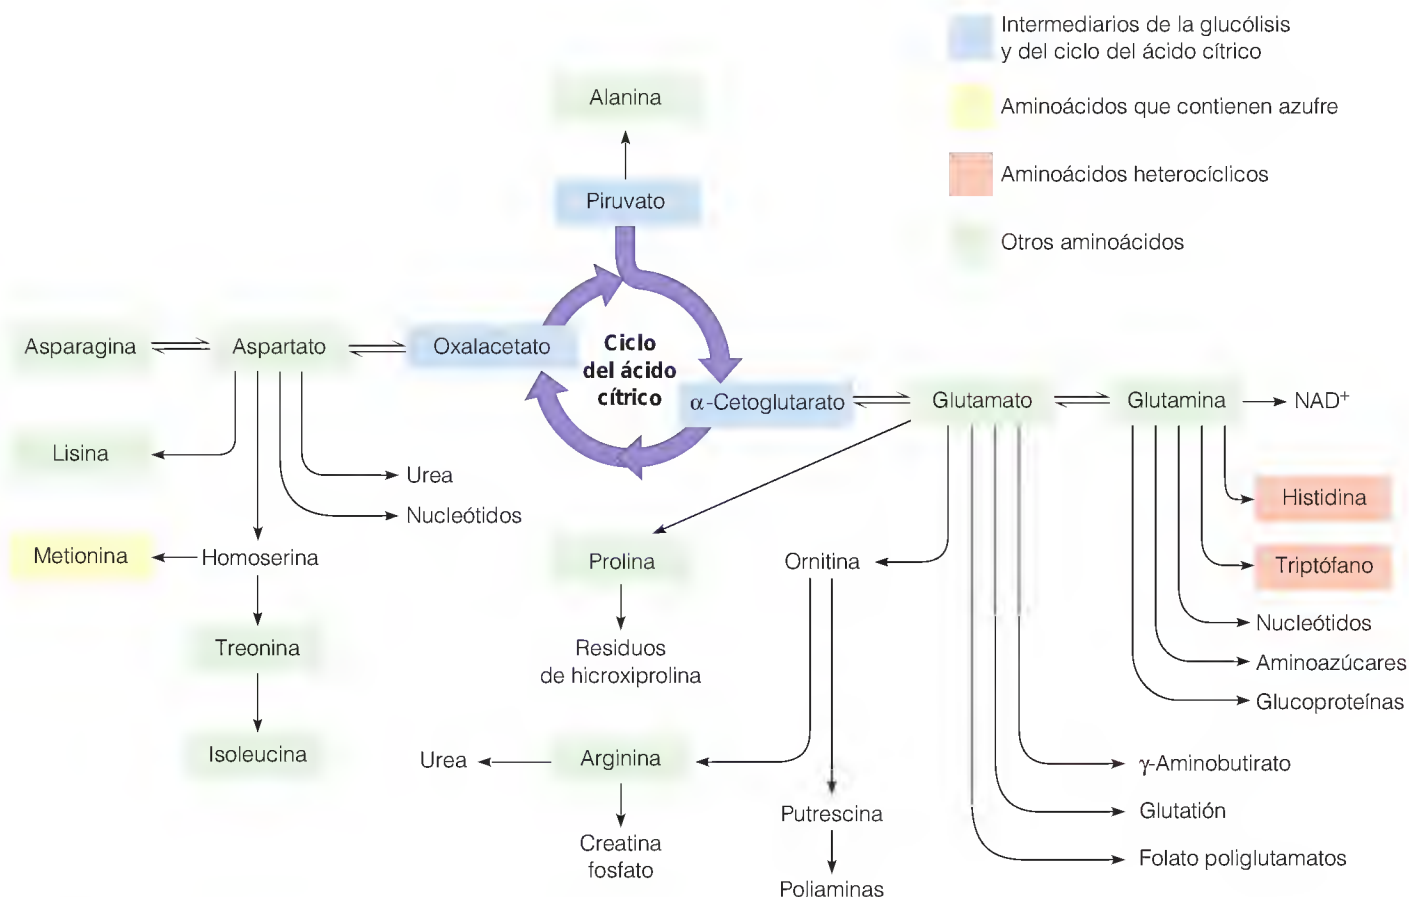 Intermediarios de la glucólisis
y del ciclo del ácido cítrico
Aminoácidos que contienen azufre
Aminoácidos heterocíclicos
Otros aminoácidos
Alanina
Piruvato
Ciclo
del ácido
cítrico
Asparagina
Aspartato
Oxalacetato
α-Cetoglutarato
Glutamato
Glutamina
NAD⁺
Lisina
Urea
Nucleótidos
Metionina
Homoserina
Treonina
Isoleucina
Prolina
Residuos
de hicroxiprolina
Ornitina
Urea
Arginina
Creatina
fosfato
Putrescina
Poliaminas
Histidina
Triptófano
Nucleótidos
Aminoazúcares
Glucoproteínas
γ-Aminobutirato
Glutatión
Folato poliglutamatos